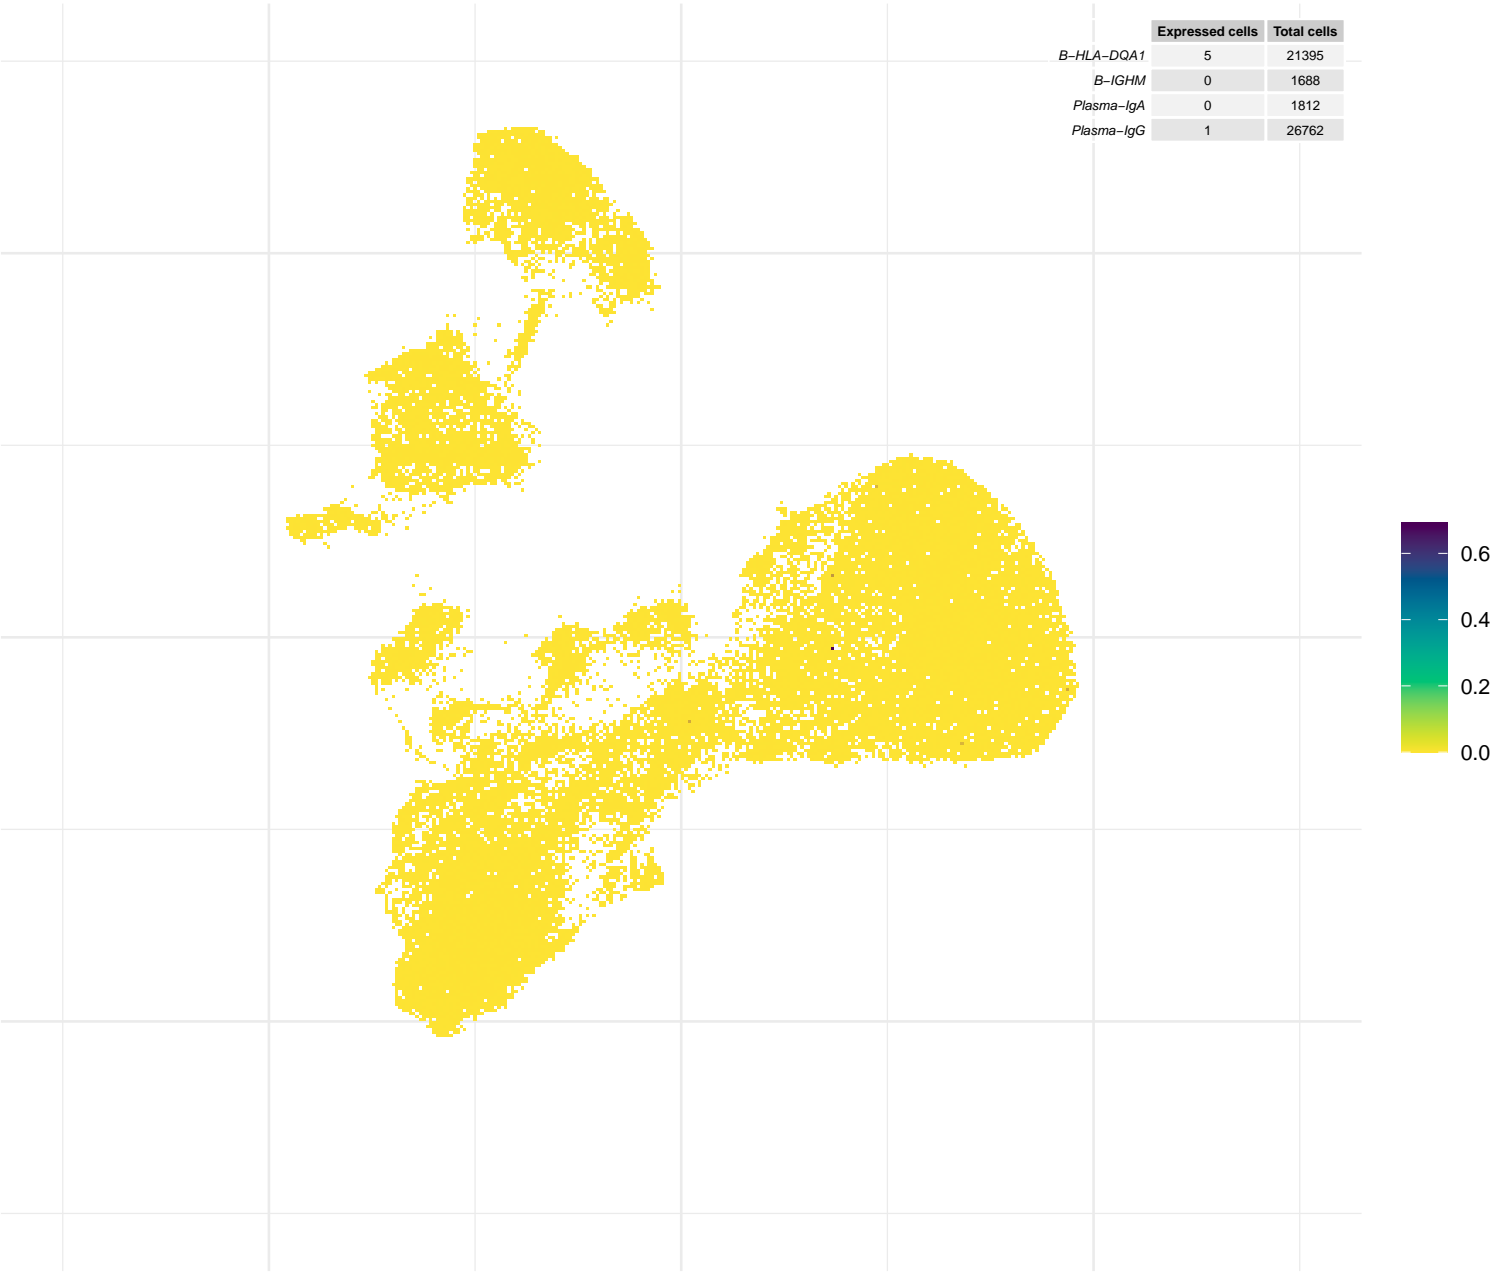 Expressed cells Total cells
B−HLA−DQA1 5 21395
B−IGHM 0 1688
Plasma−IgA 0 1812
Plasma−IgG 1 26762
0.6
0.4
0.2
0.0